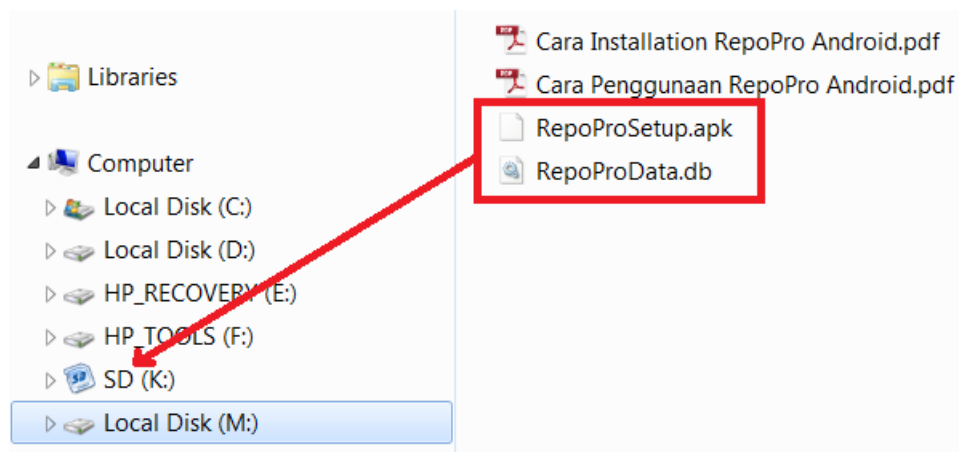 Libraries
Computer
Local Disk (C:)
Local Disk (D:)
HP_RECOVERY (E:)
HP_TOOLS (F:)
SD (K:)
Local Disk (M:)
Cara Installation RepoPro Android.pdf
Cara Penggunaan RepoPro Android.pdf
RepoProSetup.apk
RepoProData.db